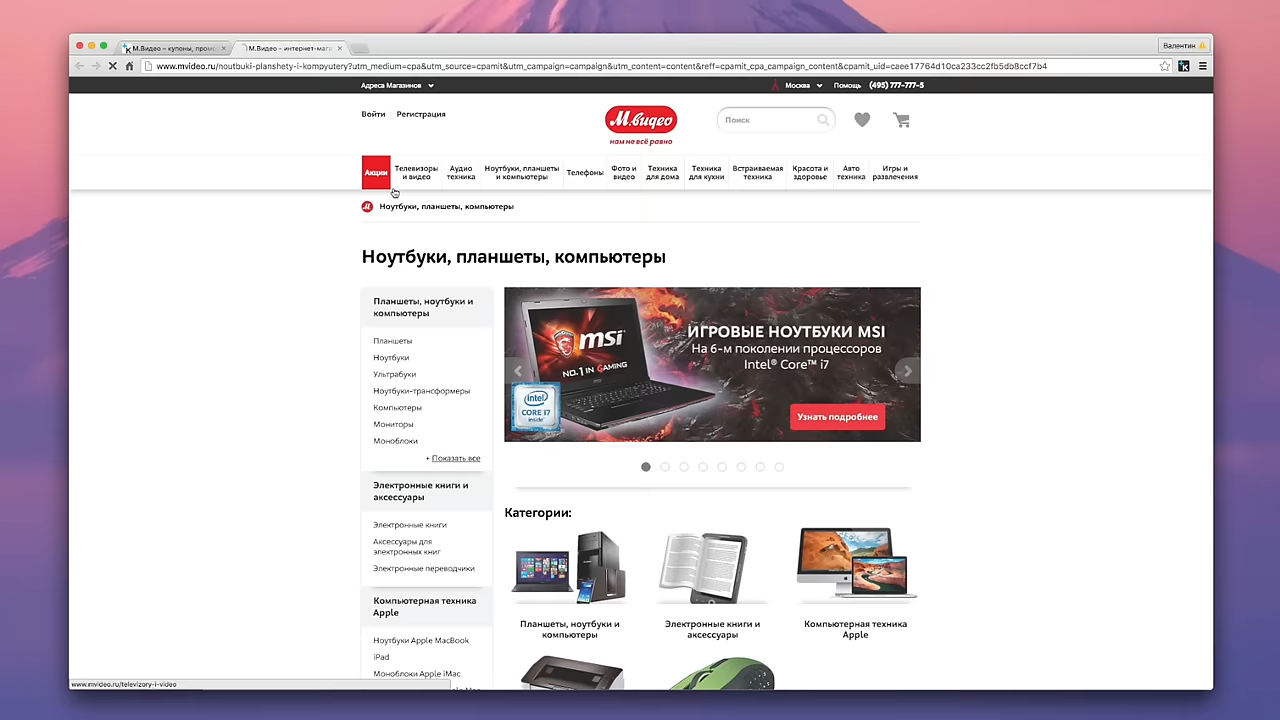 М.Видео – купоны, промо
М.Видео - интернет-мага
Валентин
www.mvideo.ru/noutbuki-planshety-i-kompyutery?utm_medium=cpa&utm_source=cpamit&utm_campaign=campaign&utm_content=content&reff=cpamit_cpa_campaign_content&cpamit_uid=caee17764d10ca233cc2fb5db8ccf7b4
Адреса Магазинов
Москва
Помощь
(495) 777-777-5
Войти
Регистрация
М.видео
нам не всё равно
Поиск
Акции
Телевизоры
и видео
Аудио
техника
Ноутбуки, планшеты
и компьютеры
Телефоны
Фото и
видео
Техника
для дома
Техника
для кухни
Встраиваемая
техника
Красота и
здоровье
Авто
техника
Игры и
развлечения
Ноутбуки, планшеты, компьютеры
Ноутбуки, планшеты, компьютеры
Планшеты, ноутбуки и
компьютеры
Планшеты
Ноутбуки
Ультрабуки
Ноутбуки-трансформеры
Компьютеры
Мониторы
Моноблоки
+ Показать все
Электронные книги и
аксессуары
Электронные книги
Аксессуары для
электронных книг
Электронные переводчики
Компьютерная техника
Apple
Ноутбуки Apple MacBook
iPad
Моноблоки Apple iMac
msi
NO.1 IN GAMING
intel
CORE i7
inside
ИГРОВЫЕ НОУТБУКИ MSI
На 6-м поколении процессоров
Intel® Core™ i7
Узнать подробнее
Категории:
Планшеты, ноутбуки и
компьютеры
Электронные книги и
аксессуары
Компьютерная техника
Apple
www.mvideo.ru/televizory-i-video